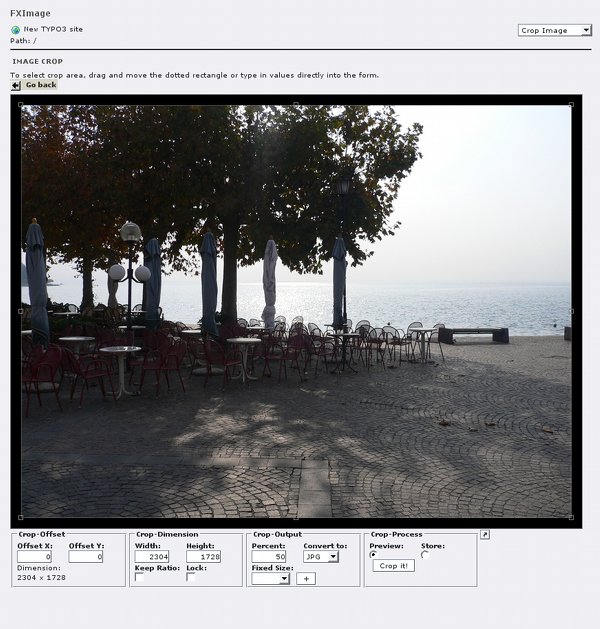 FXImage
New TYPO3 site
Crop Image
Path: /
IMAGE CROP
To select crop area, drag and move the dotted rectangle or type in values directly into the form.
Go back
Crop-Offset
Crop-Dimension
Crop-Output
Crop-Process
Offset X: Offset Y:
Width: Height:
Percent: Convert to:
Preview: Store:
0 0
2304 1728
50 JPG
Dimension:
Keep Ratio: Lock:
Fixed Size:
Crop it!
2304 x 1728
+